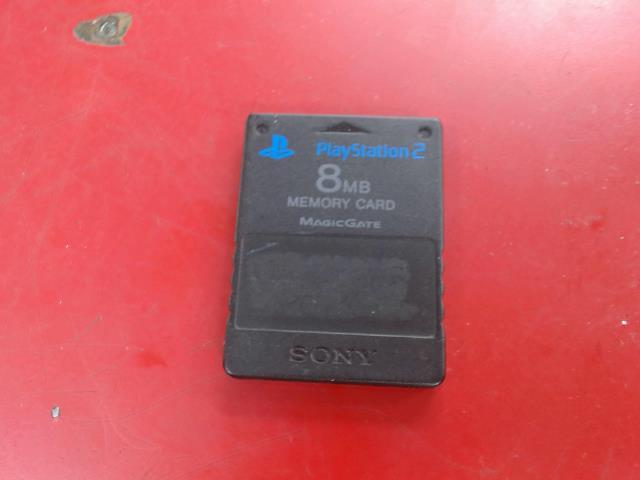 PlayStation 2
8MB
MEMORY CARD
MAGICGATE
SONY